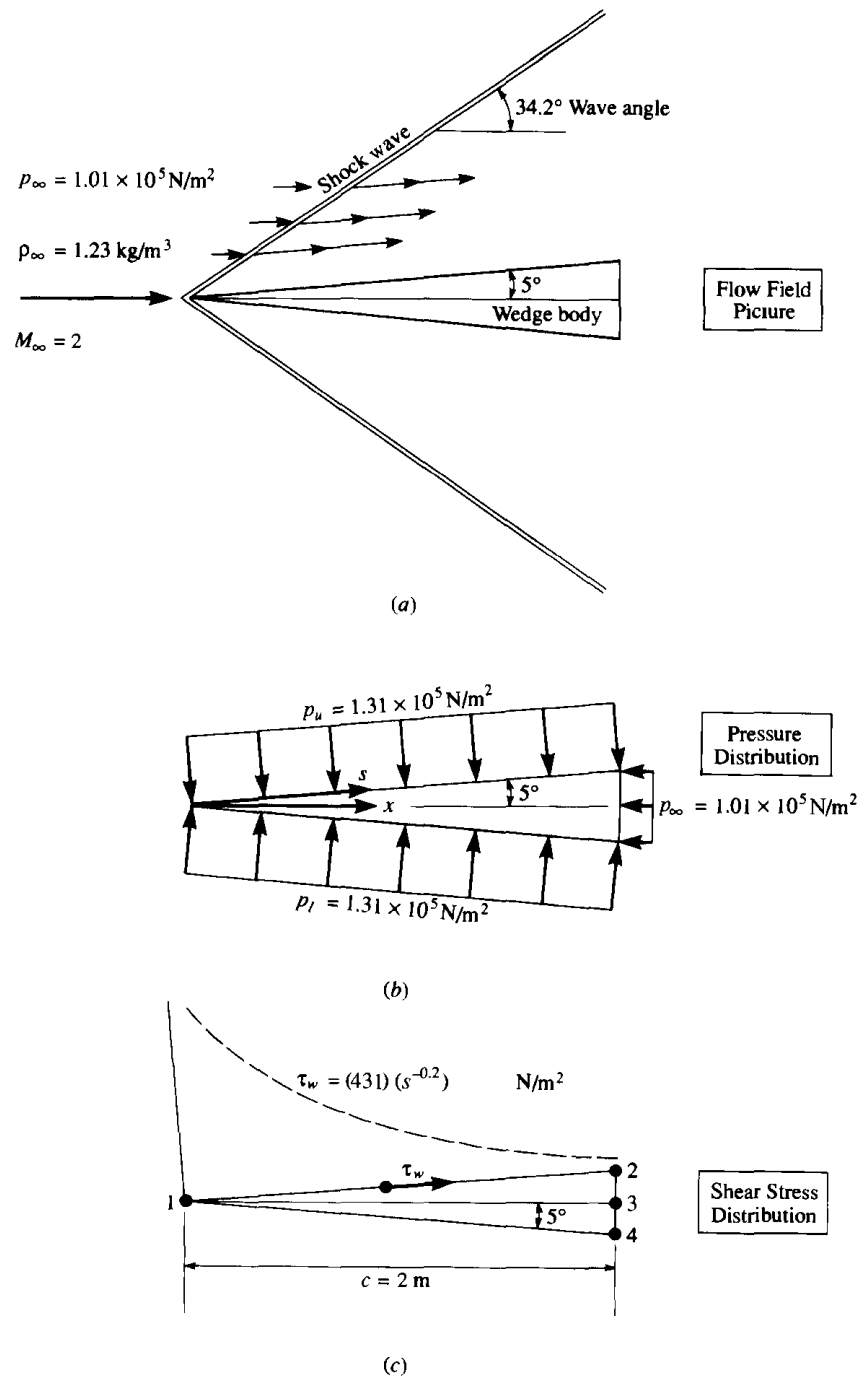 34.2° Wave angle
Shock wave
p∞ = 1.01 × 10⁵ N/m²
ρ∞ = 1.23 kg/m³
5°
Wedge body
Flow Field
Picture
M∞ = 2
(a)
pᵤ = 1.31 × 10⁵ N/m²
Pressure
Distribution
s
5°
x
p∞ = 1.01 × 10⁵ N/m²
pₗ = 1.31 × 10⁵ N/m²
(b)
τw = (431) (s⁻⁰·²) N/m²
τw
2
1
3
5°
4
Shear Stress
Distribution
c = 2 m
(c)